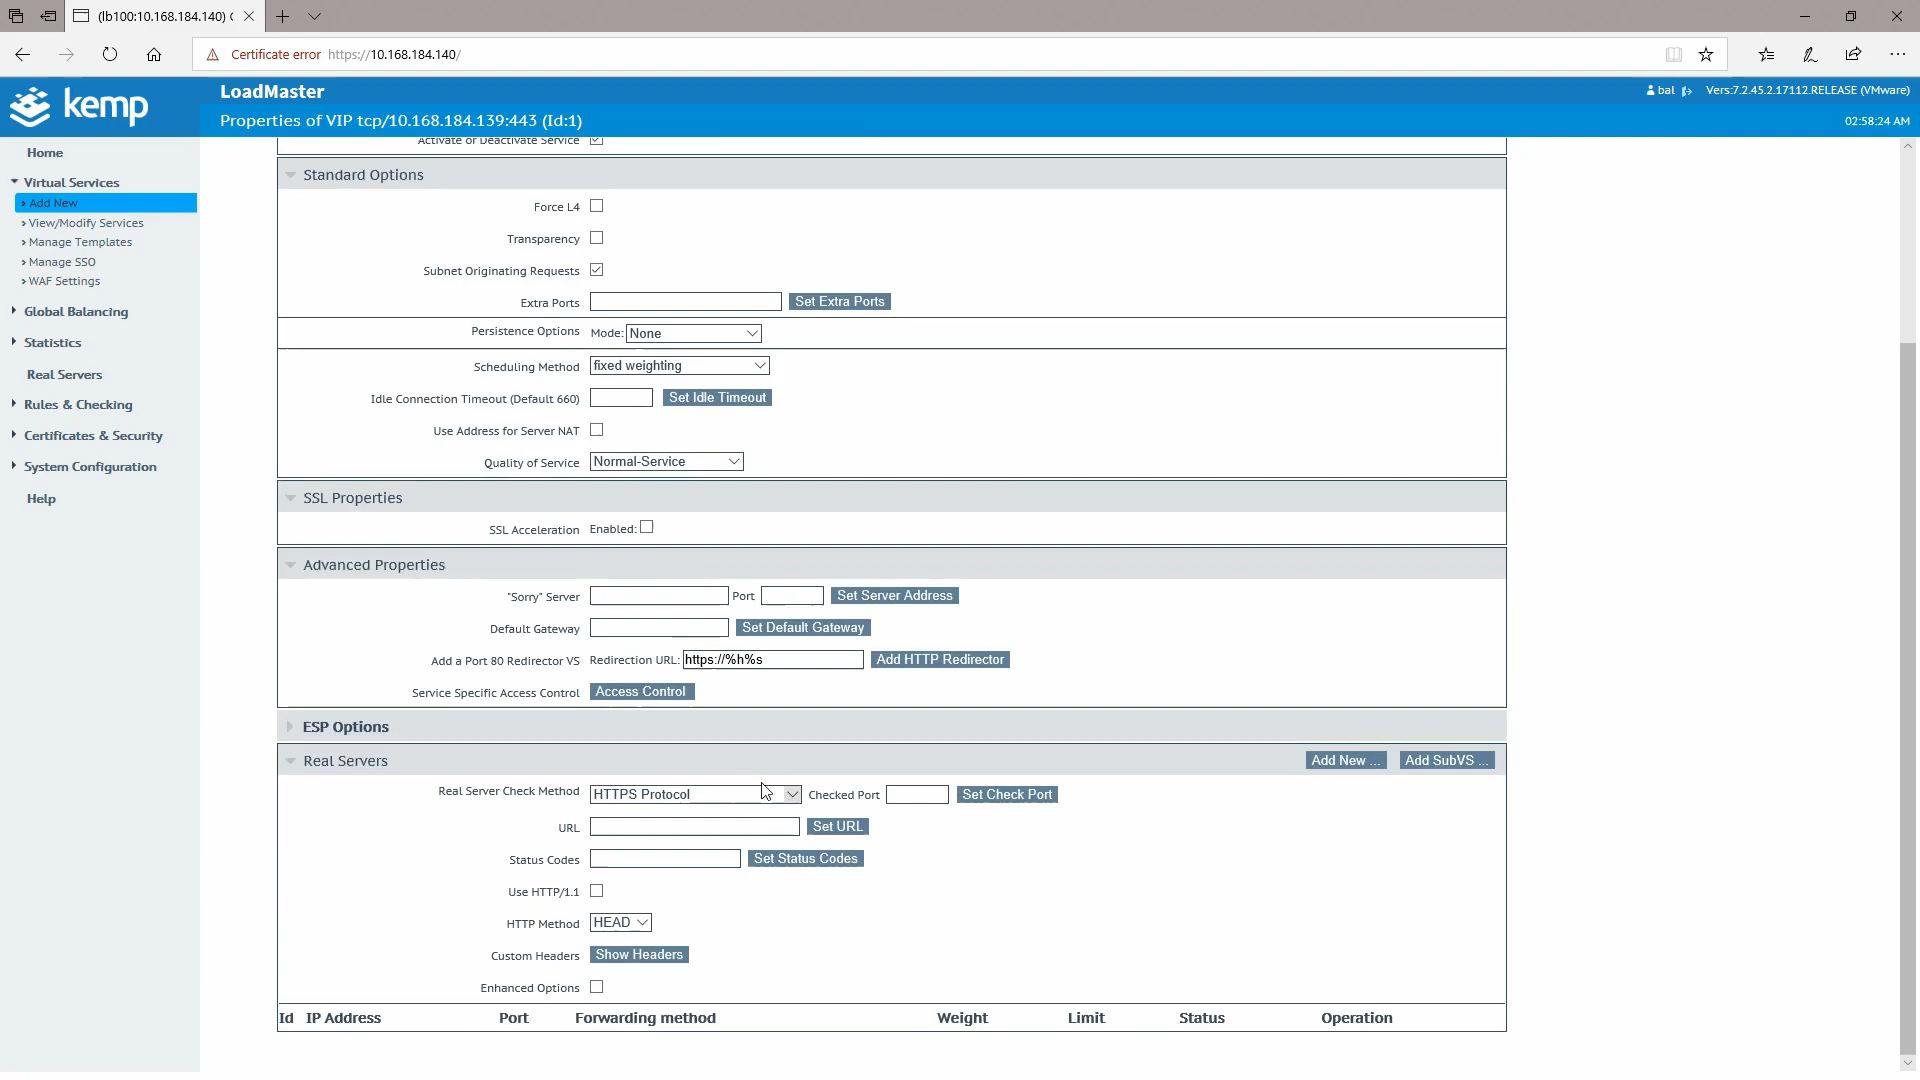 (lb100:10.168.184.140) (
Certificate error https://10.168.184.140/
kemp
LoadMaster
bal
Vers:7.2.45.2.17112.RELEASE (VMware)
Properties of VIP tcp/10.168.184.139:443 (Id:1)
02:58:24 AM
Home
Virtual Services
Add New
View/Modify Services
Manage Templates
Manage SSO
WAF Settings
Global Balancing
Statistics
Real Servers
Rules & Checking
Certificates & Security
System Configuration
Help
Activate or Deactivate Service
Standard Options
Force L4
Transparency
Subnet Originating Requests
Extra Ports Set Extra Ports
Persistence Options Mode: None
Scheduling Method fixed weighting
Idle Connection Timeout (Default 660) Set Idle Timeout
Use Address for Server NAT
Quality of Service Normal-Service
SSL Properties
SSL Acceleration Enabled:
Advanced Properties
"Sorry" Server Port Set Server Address
Default Gateway Set Default Gateway
Add a Port 80 Redirector VS Redirection URL: https://%h%s Add HTTP Redirector
Service Specific Access Control Access Control
ESP Options
Real Servers Add New ... Add SubVS ...
Real Server Check Method HTTPS Protocol Checked Port Set Check Port
URL Set URL
Status Codes Set Status Codes
Use HTTP/1.1
HTTP Method HEAD
Custom Headers Show Headers
Enhanced Options
Id IP Address Port Forwarding method Weight Limit Status Operation